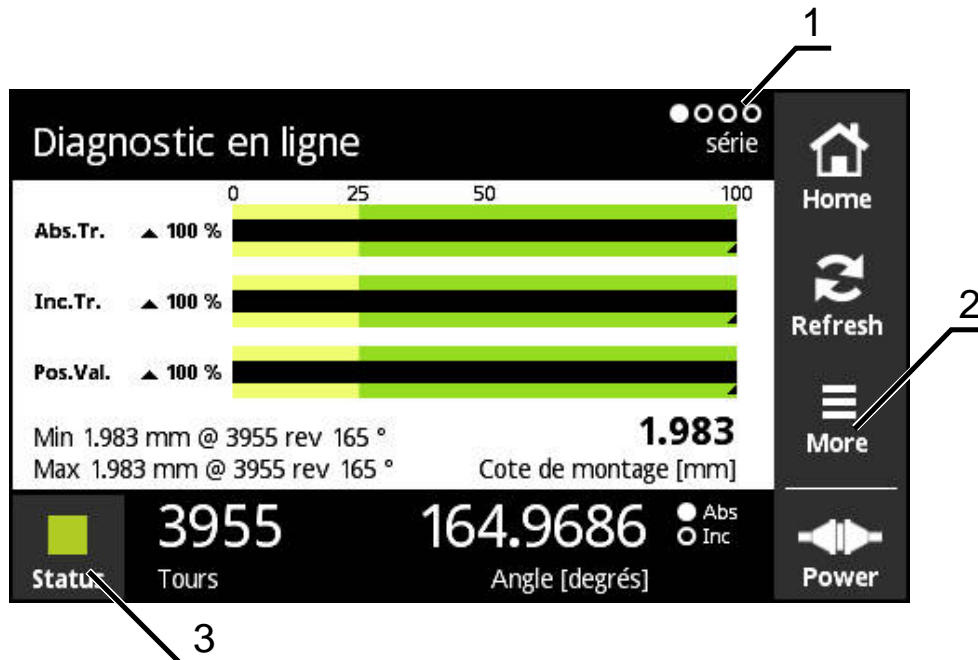 1
Diagnostic en ligne
série
Home
0 25 50 100
Abs.Tr. ▲ 100 %
Inc.Tr. ▲ 100 %
Refresh
2
Pos.Val. ▲ 100 %
Min 1.983 mm @ 3955 rev 165 °
1.983
Max 1.983 mm @ 3955 rev 165 °
Cote de montage [mm]
More
3955
164.9686
Abs
Inc
Status
Tours
Angle [degrés]
Power
3